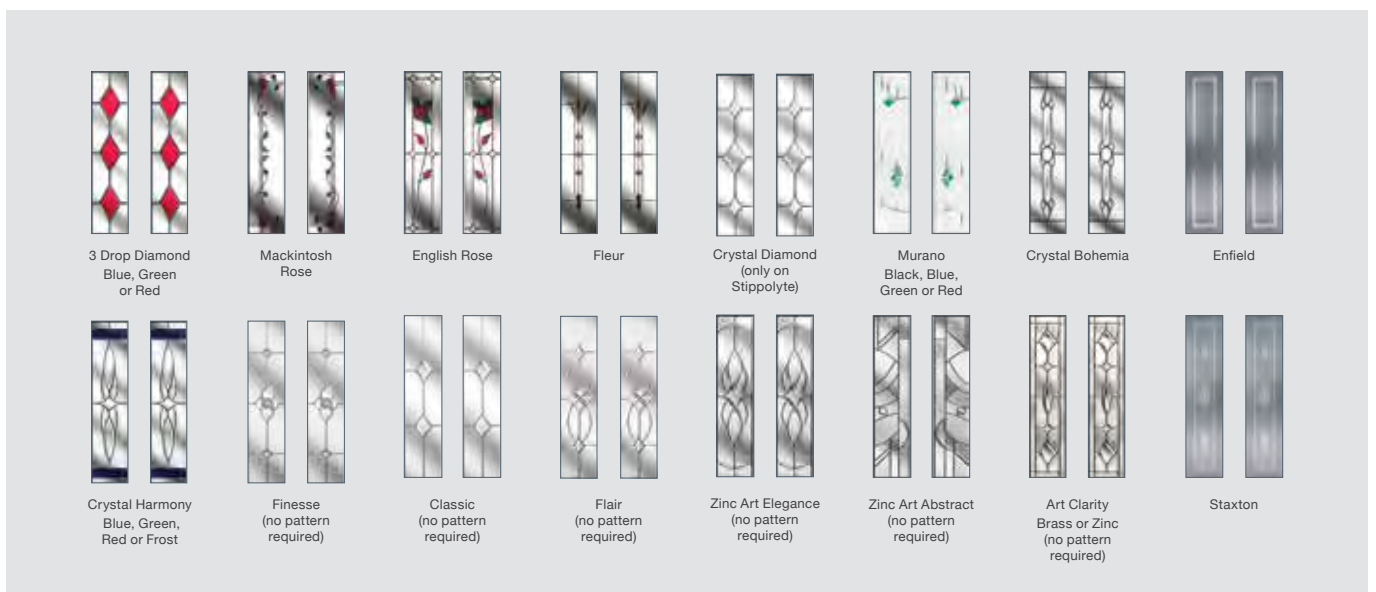 3 Drop Diamond
Blue, Green
or Red
Mackintosh
Rose
English Rose
Fleur
Crystal Diamond
(only on
Stippolyte)
Murano
Black, Blue,
Green or Red
Crystal Bohemia
Enfield
Crystal Harmony
Blue, Green,
Red or Frost
Finesse
(no pattern
required)
Classic
(no pattern
required)
Flair
(no pattern
required)
Zinc Art Elegance
(no pattern
required)
Zinc Art Abstract
(no pattern
required)
Art Clarity
Brass or Zinc
(no pattern
required)
Staxton